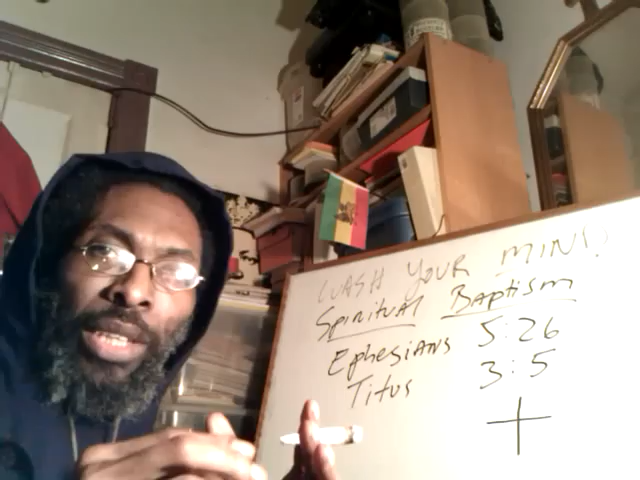 WASH YOUR MIND!
Spiritual Baptism
Ephesians 5:26
Titus 3:5